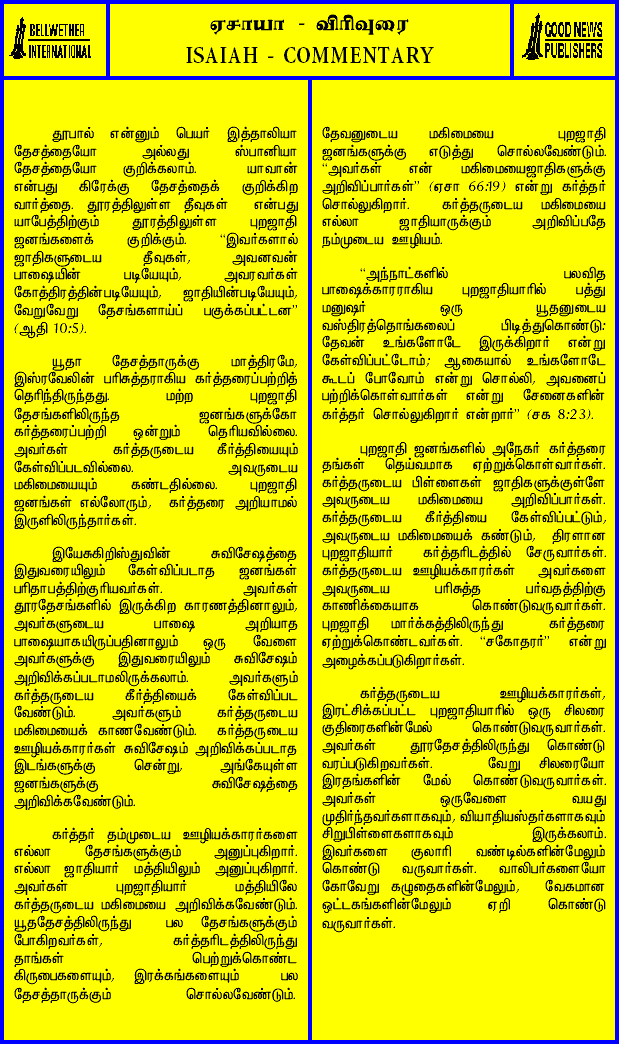 BELLWETHER
INTERNATIONAL
ஏசாயா - விரிவுரை
ISAIAH - COMMENTARY
GOOD NEWS
PUBLISHERS
தூபால் என்னும் பெயர் இத்தாலியா
தேசத்தையோ அல்லது ஸ்பானியா
தேசத்தையோ குறிக்கலாம். யாவான்
என்பது கிரேக்கு தேசத்தைக் குறிக்கிற
வார்த்தை. தூரத்திலுள்ள தீவுகள் என்பது
யாபேத்திற்கும் தூரத்திலுள்ள புறஜாதி
ஜனங்களைக் குறிக்கும். “இவர்களால்
ஜாதிகளுடைய தீவுகள், அவனவன்
பாஷையின் படியேயும், அவரவர்கள்
கோத்திரத்தின்படியேயும், ஜாதியின்படியேயும்,
வேறுவேறு தேசங்களாய்ப் பகுக்கப்பட்டன”
(ஆதி 10:5).
யூதா தேசத்தாருக்கு மாத்திரமே,
இஸ்ரவேலின் பரிசுத்தராகிய கர்த்தரைப்பற்றித்
தெரிந்திருந்தது. மற்ற புறஜாதி
தேசங்களிலிருந்த ஜனங்களுக்கோ
கர்த்தரைப்பற்றி ஒன்றும் தெரியவில்லை.
அவர்கள் கர்த்தருடைய கீர்த்தியையும்
கேள்விப்படவில்லை. அவருடைய
மகிமையையும் கண்டதில்லை. புறஜாதி
ஜனங்கள் எல்லோரும், கர்த்தரை அறியாமல்
இருளிலிருந்தார்கள்.
இயேசுகிறிஸ்துவின் சுவிசேஷத்தை
இதுவரையிலும் கேள்விப்படாத ஜனங்கள்
பரிதாபத்திற்குரியவர்கள். அவர்கள்
தூரதேசங்களில் இருக்கிற காரணத்தினாலும்,
அவர்களுடைய பாஷை அறியாத
பாஷையாகயிருப்பதினாலும் ஒரு வேளை
அவர்களுக்கு இதுவரையிலும் சுவிசேஷம்
அறிவிக்கப்படாமலிருக்கலாம். அவர்களும்
கர்த்தருடைய கீர்த்தியைக் கேள்விப்பட
வேண்டும். அவர்களும் கர்த்தருடைய
மகிமையைக் காணவேண்டும். கர்த்தருடைய
ஊழியக்காரர்கள் சுவிசேஷம் அறிவிக்கப்படாத
இடங்களுக்கு சென்று, அங்கேயுள்ள
ஜனங்களுக்கு சுவிசேஷத்தை
அறிவிக்கவேண்டும்.
கர்த்தர் தம்முடைய ஊழியக்காரர்களை
எல்லா தேசங்களுக்கும் அனுப்புகிறார்.
எல்லா ஜாதியார் மத்தியிலும் அனுப்புகிறார்.
அவர்கள் புறஜாதியார் மத்தியிலே
கர்த்தருடைய மகிமையை அறிவிக்கவேண்டும்.
யூததேசத்திலிருந்து பல தேசங்களுக்கும்
போகிறவர்கள், கர்த்தரிடத்திலிருந்து
தாங்கள் பெற்றுக்கொண்ட
கிருபைகளையும், இரக்கங்களையும் பல
தேசத்தாருக்கும் சொல்லவேண்டும்.
தேவனுடைய மகிமையை புறஜாதி
ஜனங்களுக்கு எடுத்து சொல்லவேண்டும்.
“அவர்கள் என் மகிமையைஜாதிகளுக்கு
அறிவிப்பார்கள்” (ஏசா 66:19) என்று கர்த்தர்
சொல்லுகிறார். கர்த்தருடைய மகிமையை
எல்லா ஜாதியாருக்கும் அறிவிப்பதே
நம்முடைய ஊழியம்.
“அந்நாட்களில் பலவித
பாஷைக்காரராகிய புறஜாதியாரில் பத்து
மனுஷர் ஒரு யூதனுடைய
வஸ்திரத்தொங்கலைப் பிடித்துகொண்டு:
தேவன் உங்களோடே இருக்கிறார் என்று
கேள்விப்பட்டோம்; ஆகையால் உங்களோடே
கூடப் போவோம் என்று சொல்லி, அவனைப்
பற்றிக்கொள்வார்கள் என்று சேனைகளின்
கர்த்தர் சொல்லுகிறார் என்றார்” (சக 8:23).
புறஜாதி ஜனங்களில் அநேகர் கர்த்தரை
தங்கள் தெய்வமாக ஏற்றுக்கொள்வார்கள்.
கர்த்தருடைய பிள்ளைகள் ஜாதிகளுக்குள்ளே
அவருடைய மகிமையை அறிவிப்பார்கள்.
கர்த்தருடைய கீர்த்தியை கேள்விப்பட்டும்,
அவருடைய மகிமையைக் கண்டும், திரளான
புறஜாதியார் கர்த்தரிடத்தில் சேருவார்கள்.
கர்த்தருடைய ஊழியக்காரர்கள் அவர்களை
அவருடைய பரிசுத்த பர்வதத்திற்கு
காணிக்கையாக கொண்டுவருவார்கள்.
புறஜாதி மார்க்கத்திலிருந்து கர்த்தரை
ஏற்றுக்கொண்டவர்கள். “சகோதரர்” என்று
அழைக்கப்படுகிறார்கள்.
கர்த்தருடைய ஊழியக்காரர்கள்,
இரட்சிக்கப்பட்ட புறஜாதியாரில் ஒரு சிலரை
குதிரைகளின்மேல் கொண்டுவருவார்கள்.
அவர்கள் தூரதேசத்திலிருந்து கொண்டு
வரப்படுகிறவர்கள். வேறு சிலரையோ
இரதங்களின் மேல் கொண்டுவருவார்கள்.
அவர்கள் ஒருவேளை வயது
முதிர்ந்தவர்களாகவும், வியாதியஸ்தர்களாகவும்
சிறுபிள்ளைகளாகவும் இருக்கலாம்.
இவர்களை குலாரி வண்டில்களின்மேலும்
கொண்டு வருவார்கள். வாலிபர்களையோ
கோவேறு கழுதைகளின்மேலும், வேகமான
ஒட்டகங்களின்மேலும் ஏறி கொண்டு
வருவார்கள்.